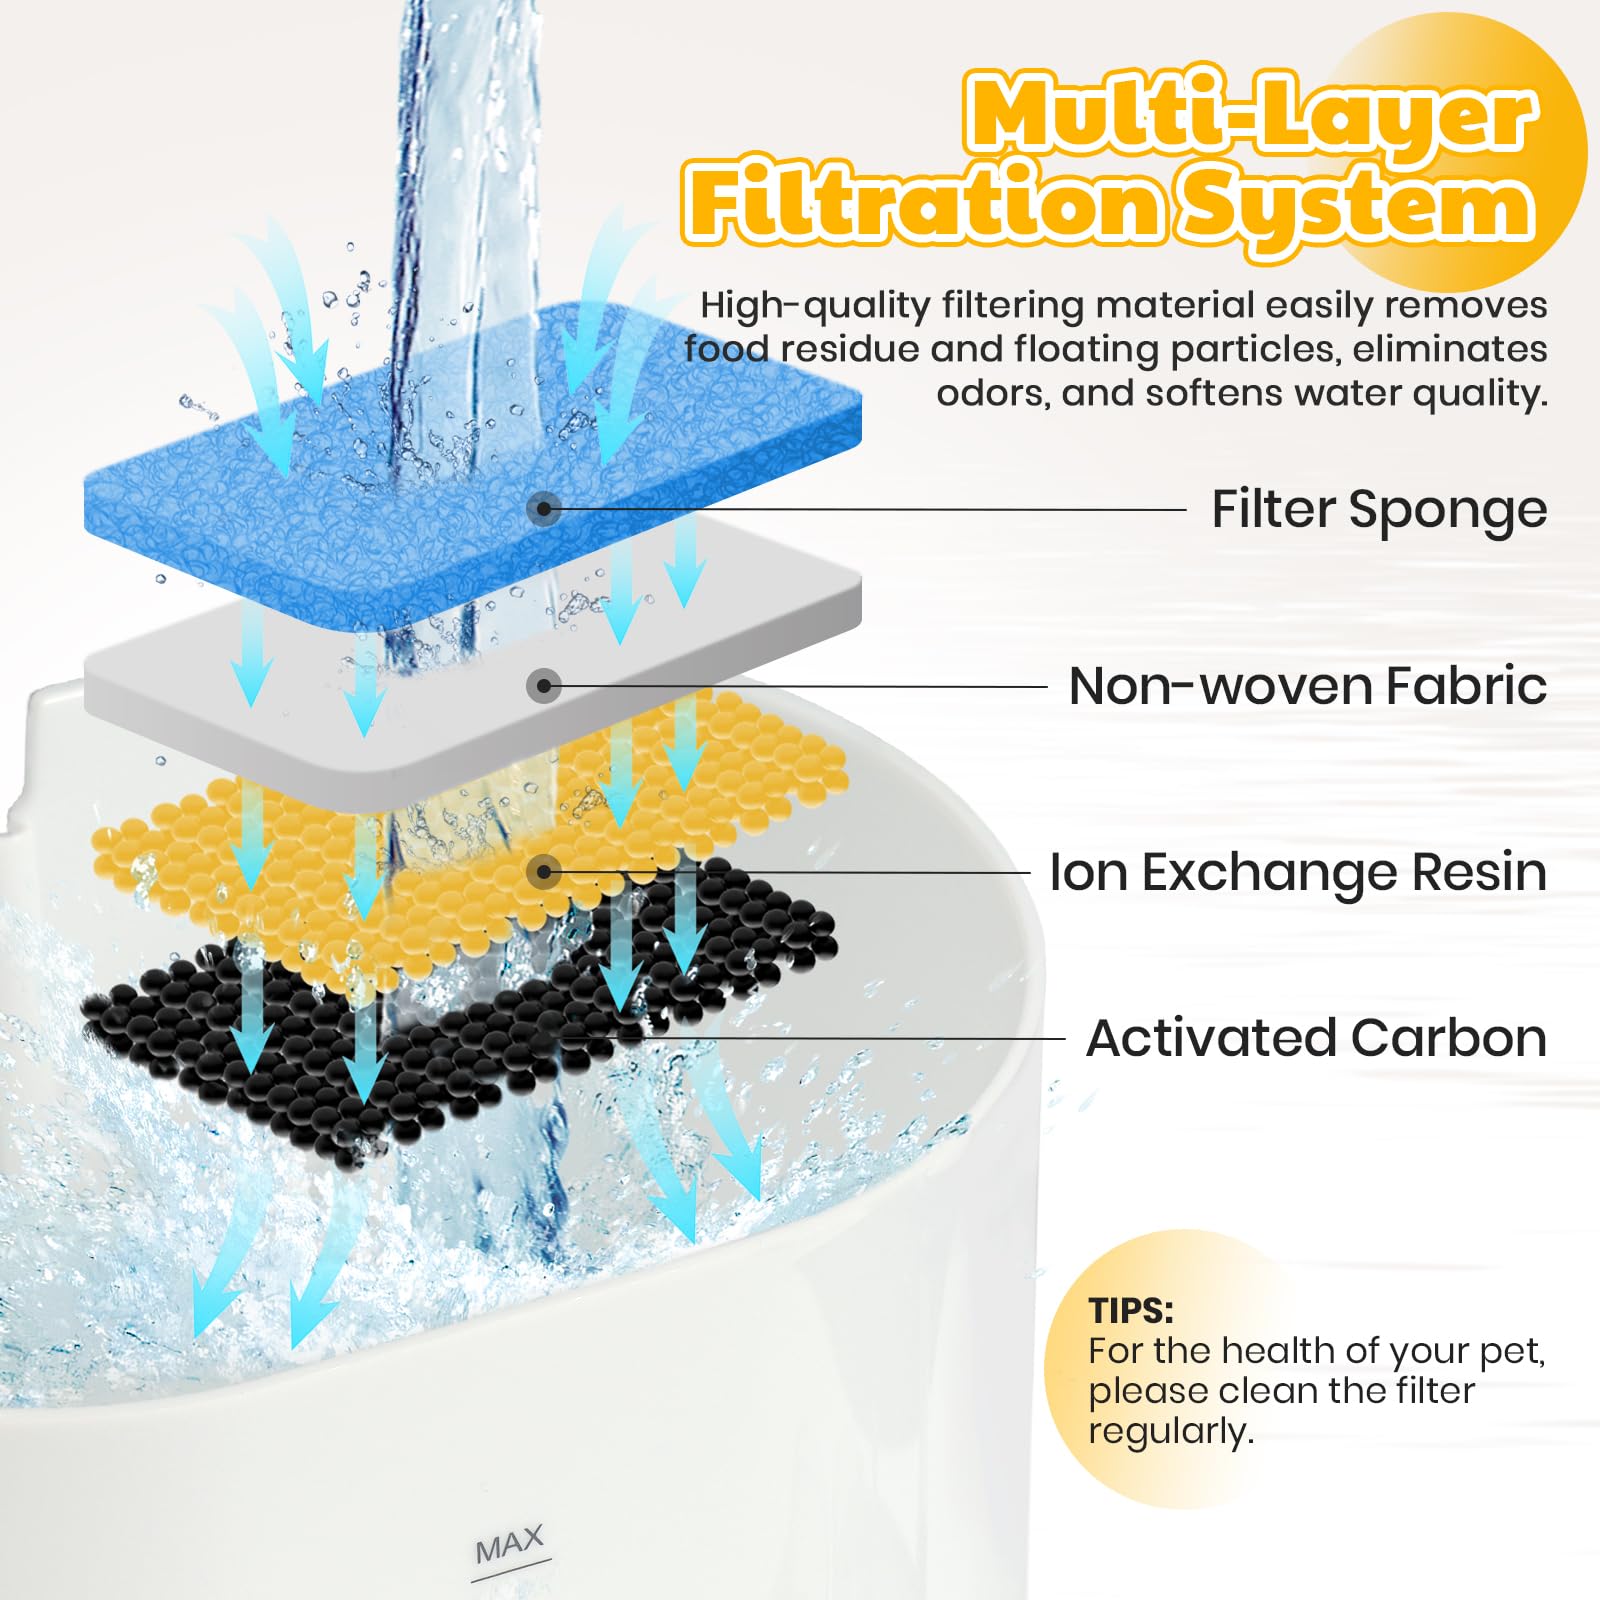 Multi-Layer
Filtration System
High-quality filtering material easily removes
food residue and floating particles, eliminates
odors, and softens water quality.
Filter Sponge
Non-woven Fabric
Ion Exchange Resin
Activated Carbon
TIPS:
For the health of your pet,
please clean the filter
regularly.
MAX